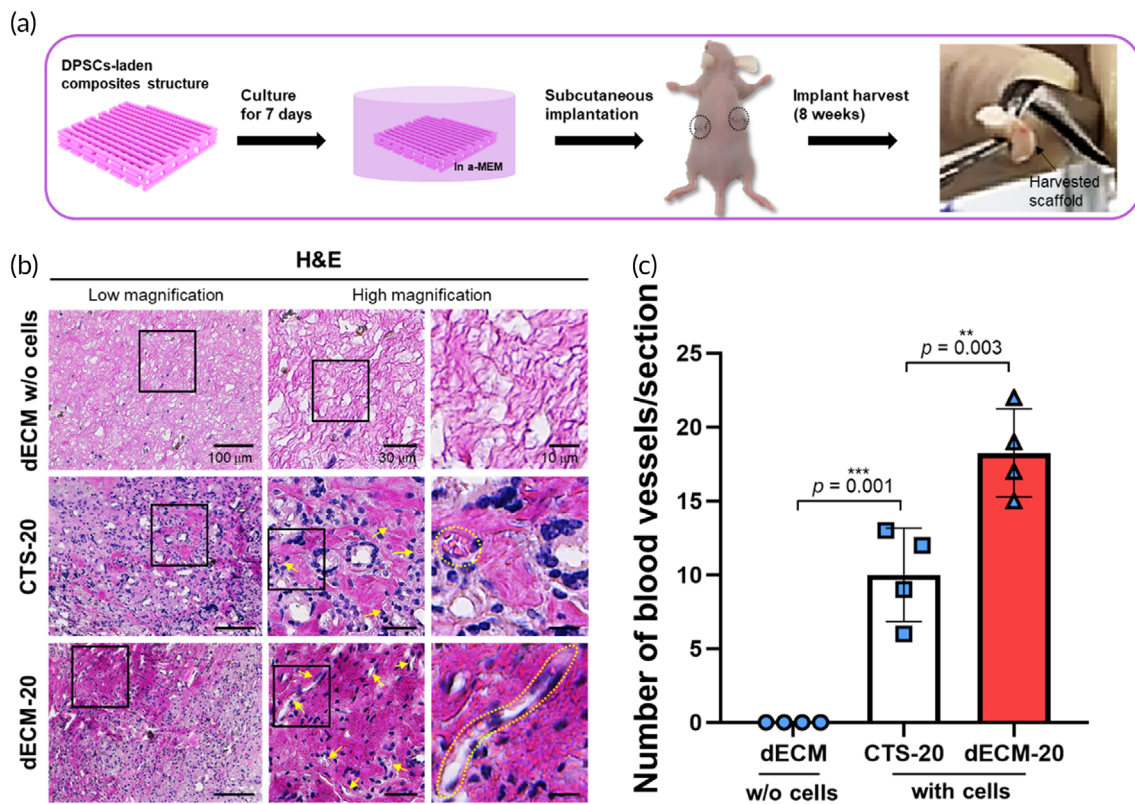 (a)
DPSCs-laden
composites structure
Culture
for 7 days
In a-MEM
Subcutaneous
implantation
Implant harvest
(8 weeks)
Harvested
scaffold
(b)
H&E
Low magnification
High magnification
dECM w/o cells
100 μm
30 μm
10 μm
CTS-20
dECM-20
(c)
Number of blood vessels/section
25
20
15
10
5
0
***
p = 0.001
**
p = 0.003
dECM
CTS-20
dECM-20
w/o cells
with cells